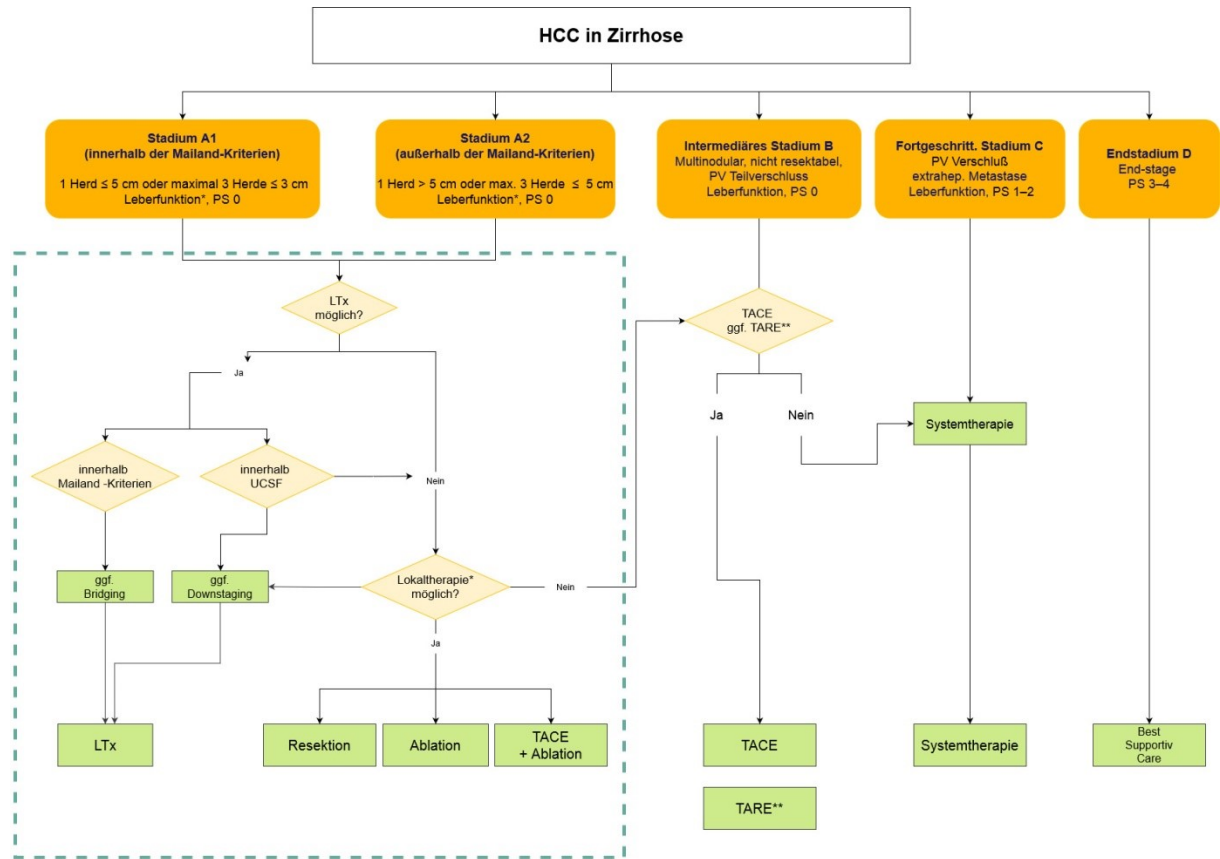 HCC in Zirrhose
Stadium A1
(innerhalb der Mailand-Kriterien)
1 Herd ≤ 5 cm oder maximal 3 Herde ≤ 3 cm
Leberfunktion*, PS 0
Stadium A2
(außerhalb der Mailand-Kriterien)
1 Herd > 5 cm oder max. 3 Herde ≤ 5 cm
Leberfunktion*, PS 0
Intermediäres Stadium B
Multinodular, nicht resektabel,
PV Teilverschluss
Leberfunktion, PS 0
Fortgeschritt. Stadium C
PV Verschluß
extrahep. Metastase
Leberfunktion, PS 1–2
Endstadium D
End-stage
PS 3–4
LTx
möglich?
TACE
ggf. TARE**
Ja
Ja
Nein
Systemtherapie
innerhalb
Mailand -Kriterien
innerhalb
UCSF
Nein
ggf.
Bridging
ggf.
Downstaging
Lokaltherapie*
möglich?
Nein
Ja
LTx
Resektion
Ablation
TACE
+ Ablation
TACE
Systemtherapie
Best
Supportiv
Care
TARE**